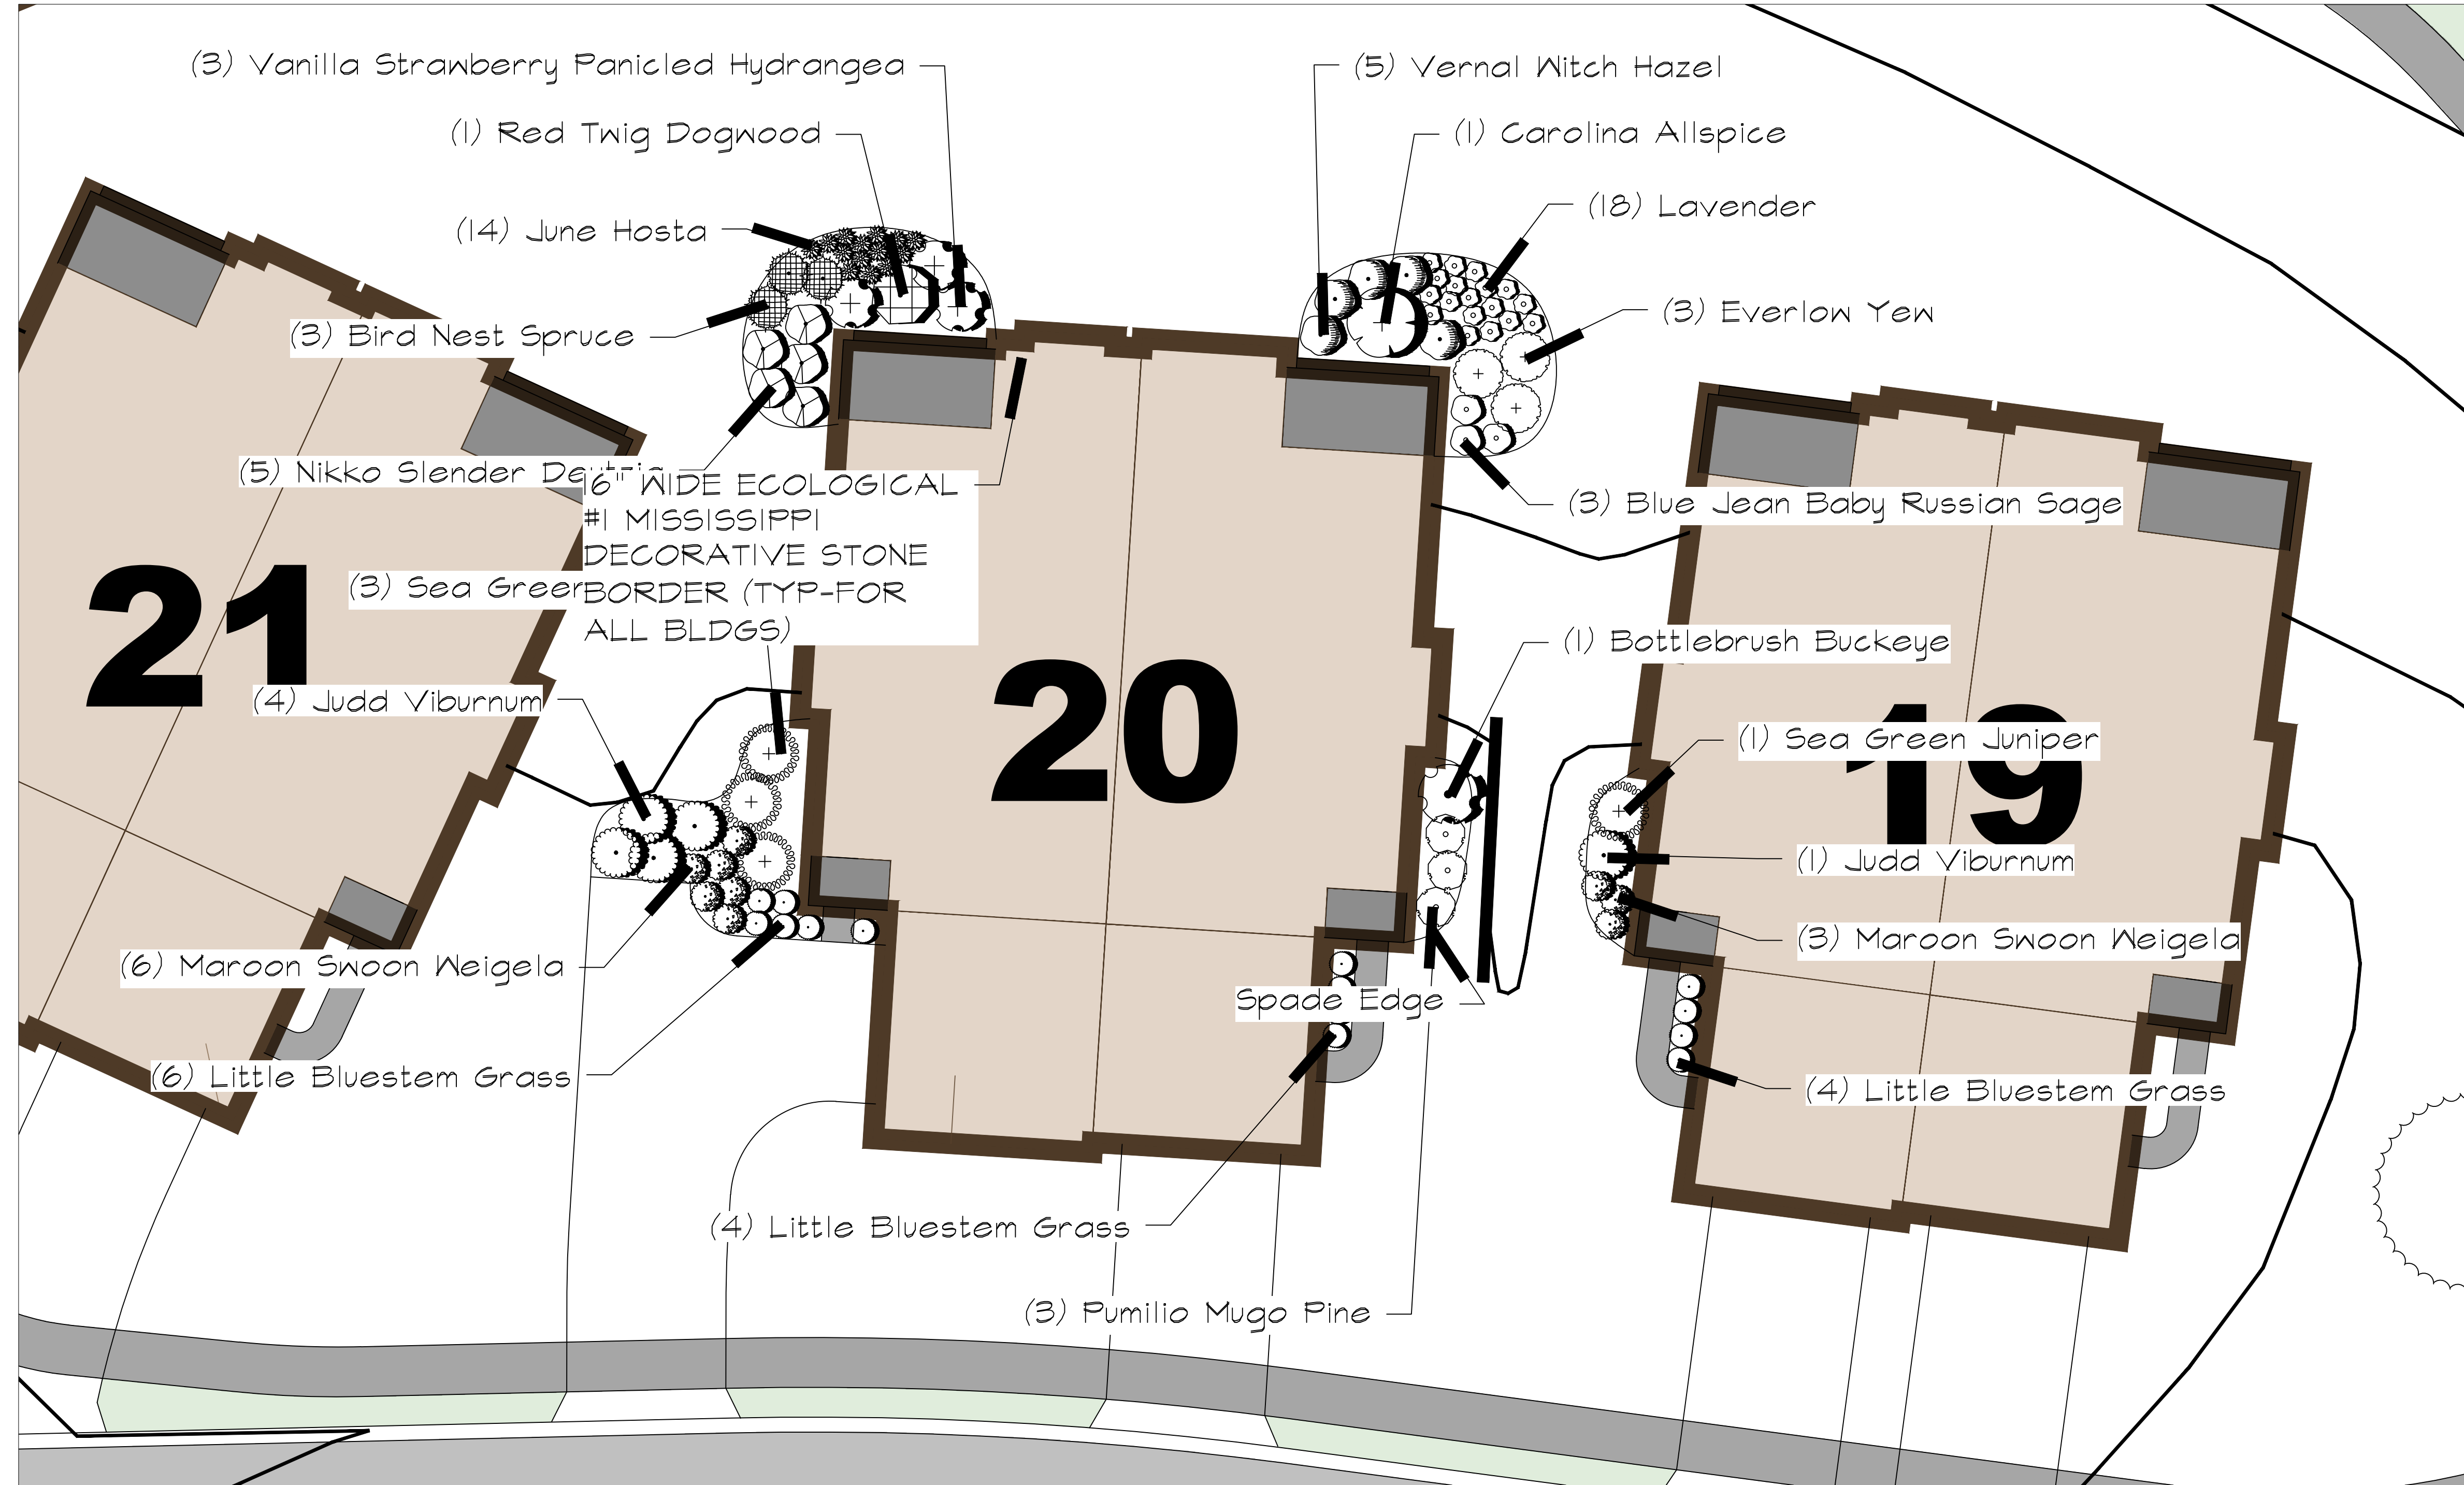 (3) Vanilla Strawberry Panicled Hydrangea
(5) Vernal Witch Hazel
(1) Red Twig Dogwood
(1) Carolina Allspice
(18) Lavender
(14) June Hosta
(3) Everlow Yew
(3) Bird Nest Spruce
(5) Nikko Slender Deutzia
6" WIDE ECOLOGICAL
#1 MISSISSIPPI
DECORATIVE STONE
BORDER (TYP-FOR
ALL BLDGS)
(3) Blue Jean Baby Russian Sage
(3) Sea Green
21
(1) Bottlebrush Buckeye
(4) Judd Viburnum
20
(1) Sea Green Juniper
19
(1) Judd Viburnum
(3) Maroon Swoon Weigela
(6) Maroon Swoon Weigela
Spade Edge
(6) Little Bluestem Grass
(4) Little Bluestem Grass
(4) Little Bluestem Grass
(3) Pumilio Mugo Pine